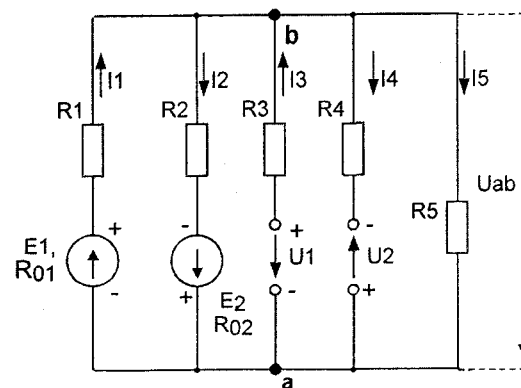 b
I1
I2
I3
I4
I5
R1
R2
R3
R4
R5
Uab
+
-
+
-
E1,
R01
-
+
E2
R02
+
-
U1
-
+
U2
a